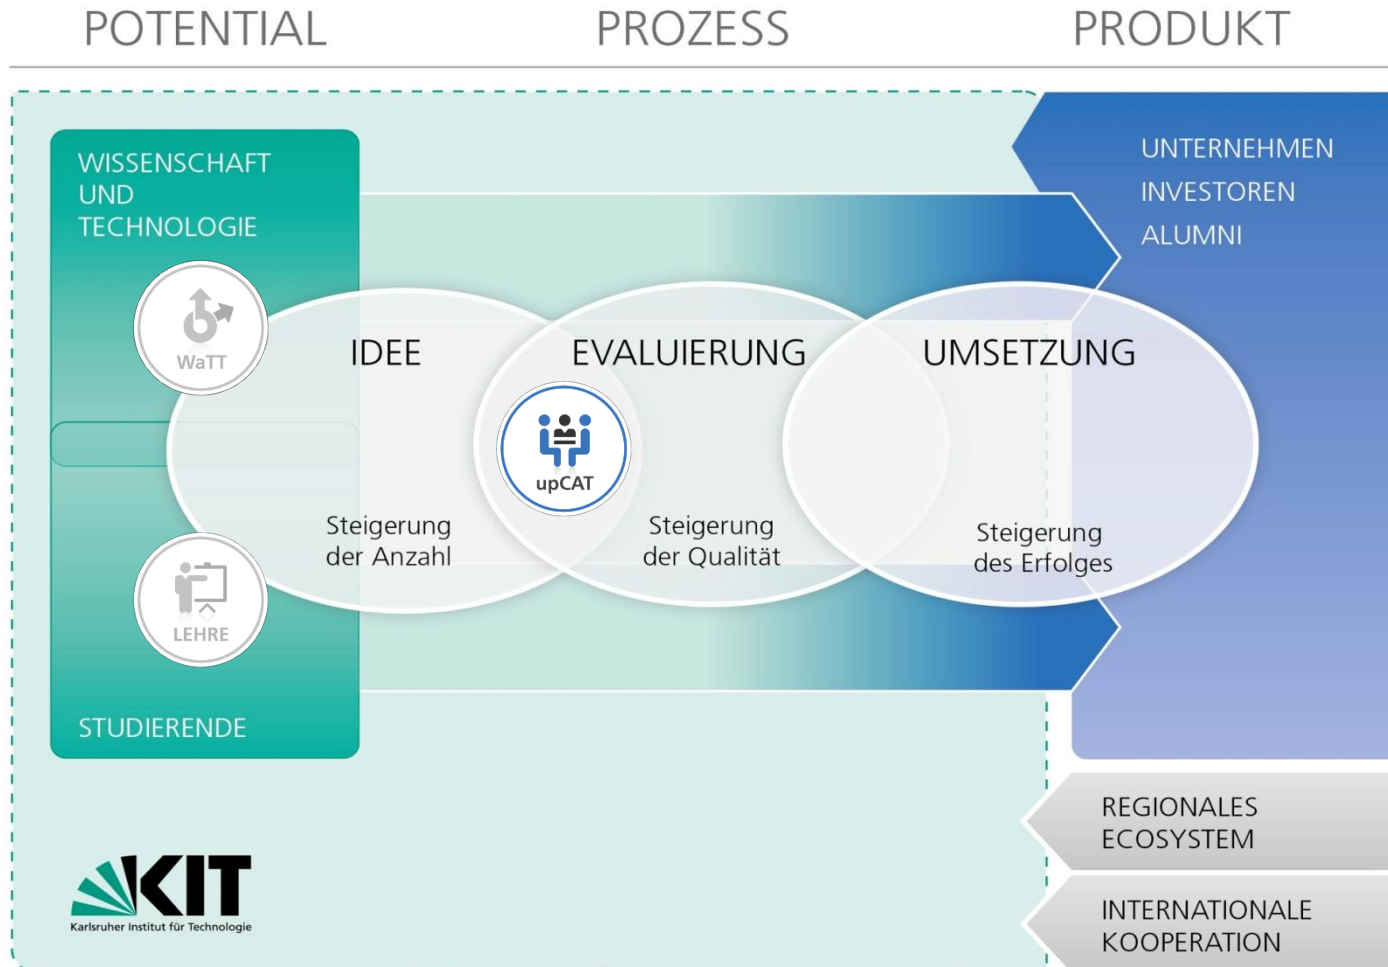 POTENTIAL
PROZESS
PRODUKT
WISSENSCHAFT
UND
TECHNOLOGIE
UNTERNEHMEN
INVESTOREN
ALUMNI
WaTT
IDEE
EVALUIERUNG
UMSETZUNG
upCAT
Steigerung
der Anzahl
Steigerung
der Qualität
Steigerung
des Erfolges
LEHRE
STUDIERENDE
REGIONALES
ECOSYSTEM
INTERNATIONALE
KOOPERATION
KIT
Karlsruher Institut für Technologie